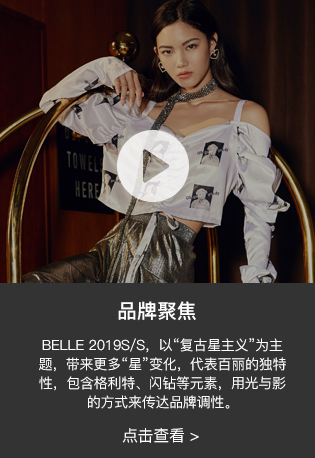 TOWELS
HERE
品牌聚焦
BELLE 2019S/S，以“复古星主义”为主
题，带来更多“星”变化，代表百丽的独特
性，包含格利特、闪钻等元素，用光与影
的方式来传达品牌调性。
点击查看 >